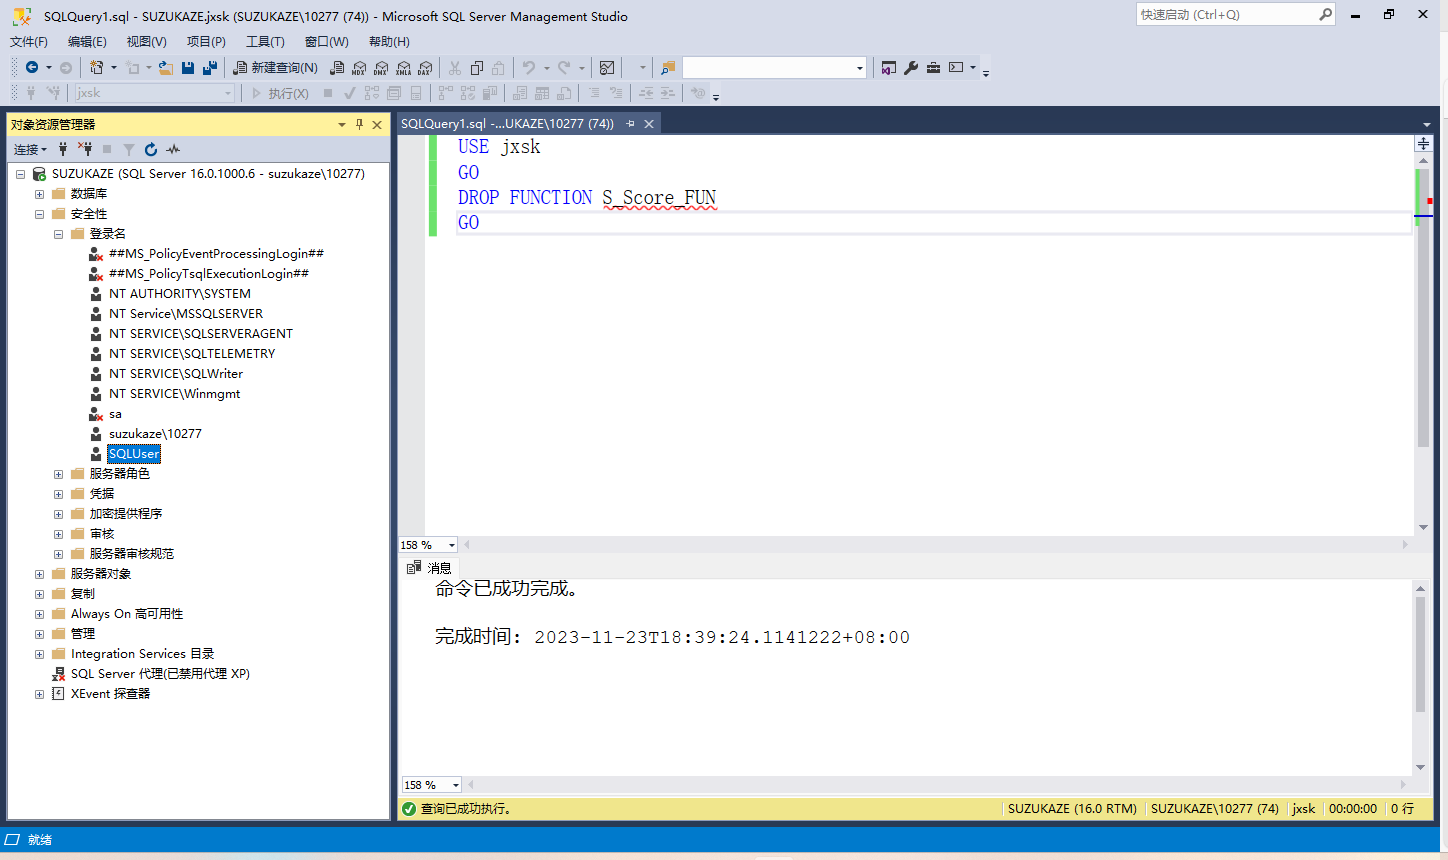 SQLQuery1.sql - SUZUKAZE.jxsk (SUZUKAZE\10277 (74)) - Microsoft SQL Server Management Studio
快速启动 (Ctrl+Q)
文件(F) 编辑(E) 视图(V) 项目(P) 工具(T) 窗口(W) 帮助(H)
新建查询(N) MDX DMX XMLA DAX
jxsk 执行(X)
对象资源管理器
连接
SUZUKAZE (SQL Server 16.0.1000.6 - suzukaze\10277)
数据库
安全性
登录名
##MS_PolicyEventProcessingLogin##
##MS_PolicyTsqlExecutionLogin##
NT AUTHORITY\SYSTEM
NT Service\MSSQLSERVER
NT SERVICE\SQLSERVERAGENT
NT SERVICE\SQLTELEMETRY
NT SERVICE\SQLWriter
NT SERVICE\Winmgmt
sa
suzukaze\10277
SQLUser
服务器角色
凭据
加密提供程序
审核
服务器审核规范
服务器对象
复制
Always On 高可用性
管理
Integration Services 目录
SQL Server 代理(已禁用代理 XP)
XEvent 探查器
SQLQuery1.sql -...UKAZE\10277 (74))
USE jxsk
GO
DROP FUNCTION S_Score_FUN
GO
158 %
消息
命令已成功完成。
完成时间: 2023-11-23T18:39:24.1141222+08:00
158 %
查询已成功执行。
SUZUKAZE (16.0 RTM) SUZUKAZE\10277 (74) jxsk 00:00:00 0 行
就绪